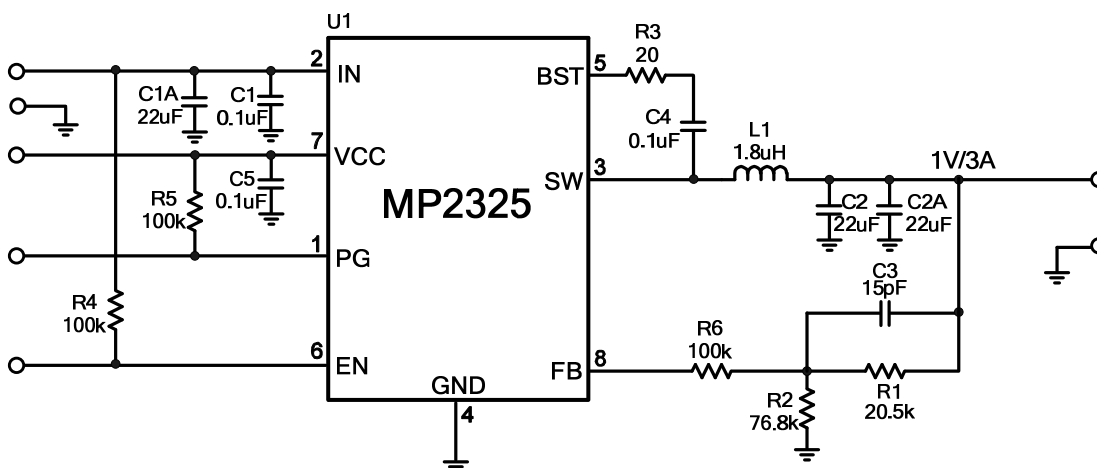 U1
2
IN
C1A
22uF
C1
0.1uF
7
VCC
R5
100k
C5
0.1uF
1
PG
R4
100k
6
EN
MP2325
GND
4
5
BST
R3
20
C4
0.1uF
3
SW
L1
1.8uH
1V/3A
C2
22uF
C2A
22uF
C3
15pF
8
FB
R6
100k
R2
76.8k
R1
20.5k